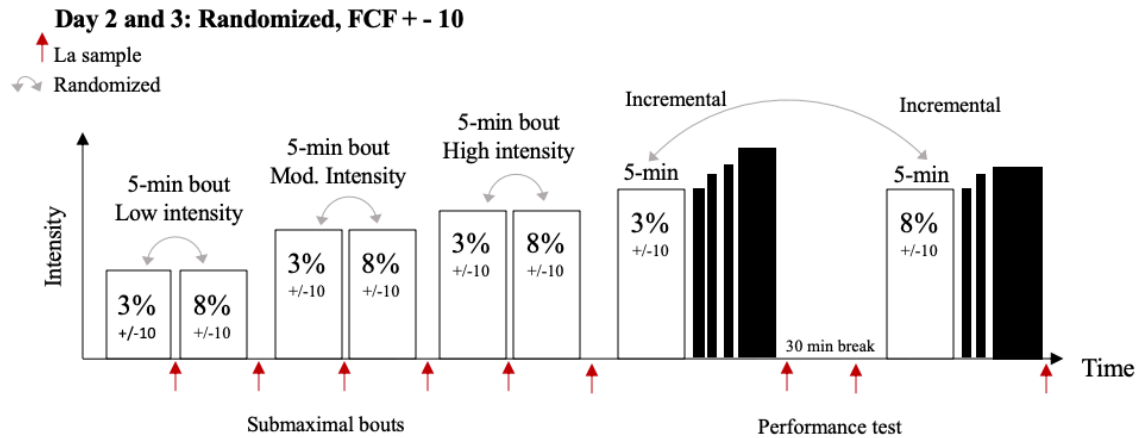 Day 2 and 3: Randomized, FCF + - 10
La sample
Randomized
Intensity
5-min bout
Low intensity
3%
+/-10
8%
+/-10
5-min bout
Mod. Intensity
3%
+/-10
8%
+/-10
5-min bout
High intensity
3%
+/-10
8%
+/-10
Incremental
5-min
3%
+/-10
30 min break
Incremental
5-min
8%
+/-10
Time
Submaximal bouts
Performance test